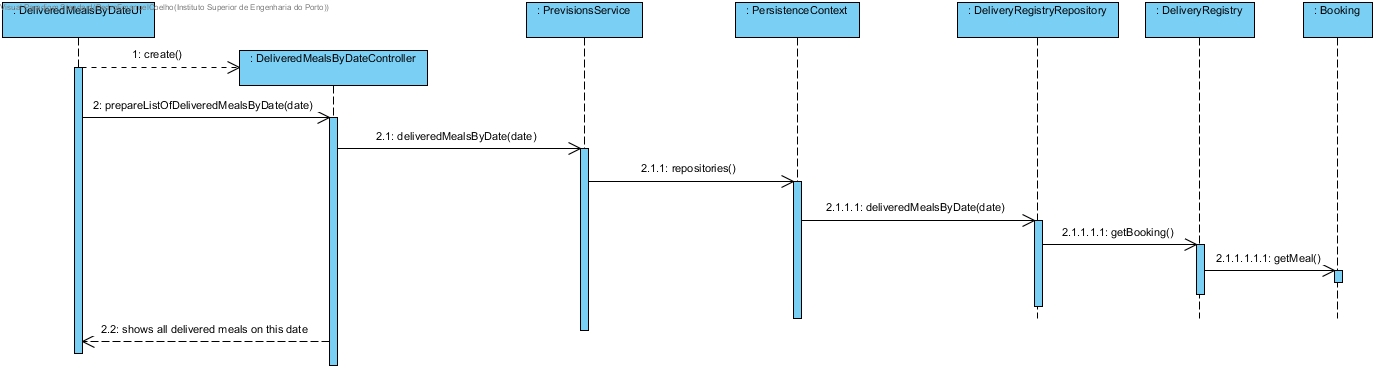 : DeliveredMealsByDateUI
: PrevisionsService
: PersistenceContext
: DeliveryRegistryRepository
: DeliveryRegistry
: Booking
1: create()
: DeliveredMealsByDateController
2: prepareListOfDeliveredMealsByDate(date)
2.1: deliveredMealsByDate(date)
2.1.1: repositories()
2.1.1.1: deliveredMealsByDate(date)
2.1.1.1.1: getBooking()
2.1.1.1.1.1: getMeal()
2.2: shows all delivered meals on this date
(Instituto Superior de Engenharia do Porto))